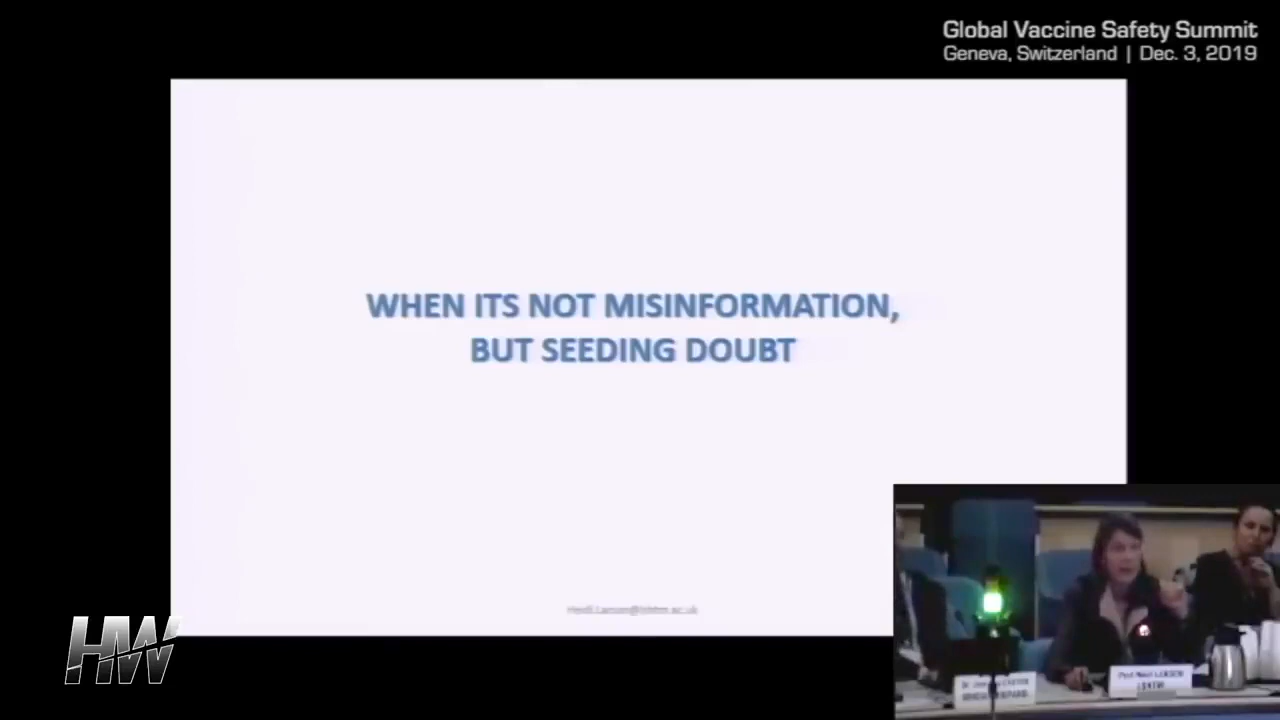 Global Vaccine Safety Summit
Geneva, Switzerland | Dec. 3, 2019
WHEN ITS NOT MISINFORMATION,
BUT SEEDING DOUBT
HW